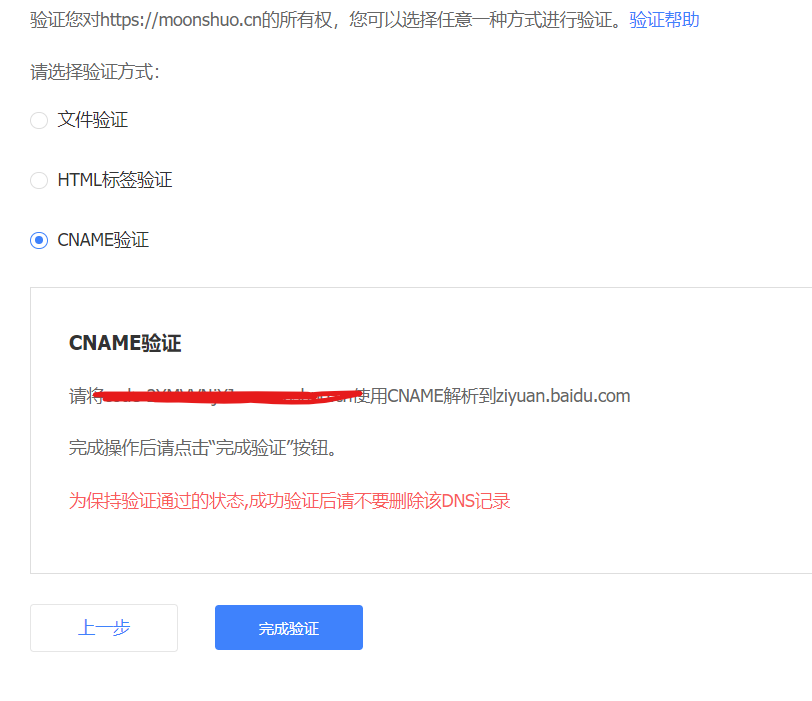 验证您对https://moonshuo.cn的所有权，您可以选择任意一种方式进行验证。验证帮助
请选择验证方式：
文件验证
HTML标签验证
CNAME验证
CNAME验证
请将使用CNAME解析到ziyuan.baidu.com
完成操作后请点击“完成验证”按钮。
为保持验证通过的状态,成功验证后请不要删除该DNS记录
上一步
完成验证